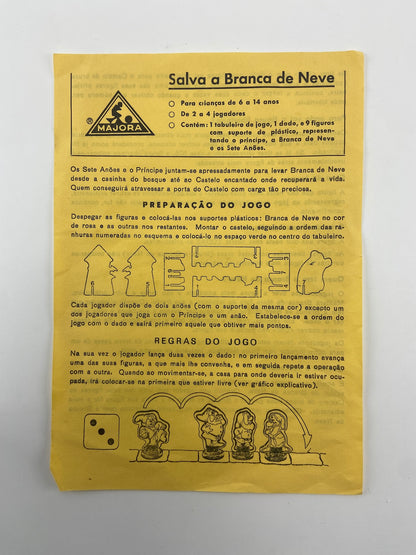 Salva a Branca de Neve
® MAJORA
Para crianças de 6 a 14 anos
De 2 a 4 jogadores
Contém: 1 tabuleiro de jogo, 1 dado, e 9 figuras
com suporte de plástico, represen-
tando o príncipe, a Branca de Neve
e os Sete Anões.
Os Sete Anões e o Príncipe juntam-se apressadamente para levar Branca de Neve
desde a casinha do bosque até ao Castelo encantado onde recuperará a vida.
Quem conseguirá atravessar a porta do Castelo com carga tão preciosa.
PREPARAÇÃO DO JOGO
Despegar as figuras e colocá-las nos suportes plásticos: Branca de Neve no cor
de rosa e as outras nos restantes. Montar o castelo, seguindo a ordem das ra-
nhuras numeradas no esquema e colocá-lo no espaço verde no centro do tabuleiro.
Cada jogador dispõe de dois anões (com o suporte da mesma cor) excepto um
dos jogadores que joga com o Príncipe e um anão. Estabelece-se a ordem do
jogo com o dado e sairá primeiro aquele que obtiver mais pontos.
REGRAS DO JOGO
Na sua vez o jogador lança duas vezes o dado: no primeiro lançamento avança
uma das suas figuras, a que mais lhe convenha, e em seguida repete a operação
com a outra. Quando ao movimentar-se, a casa para onde deveria ir estiver ocu-
pada, irá colocar-se na primeira que estiver livre (ver gráfico explicativo).